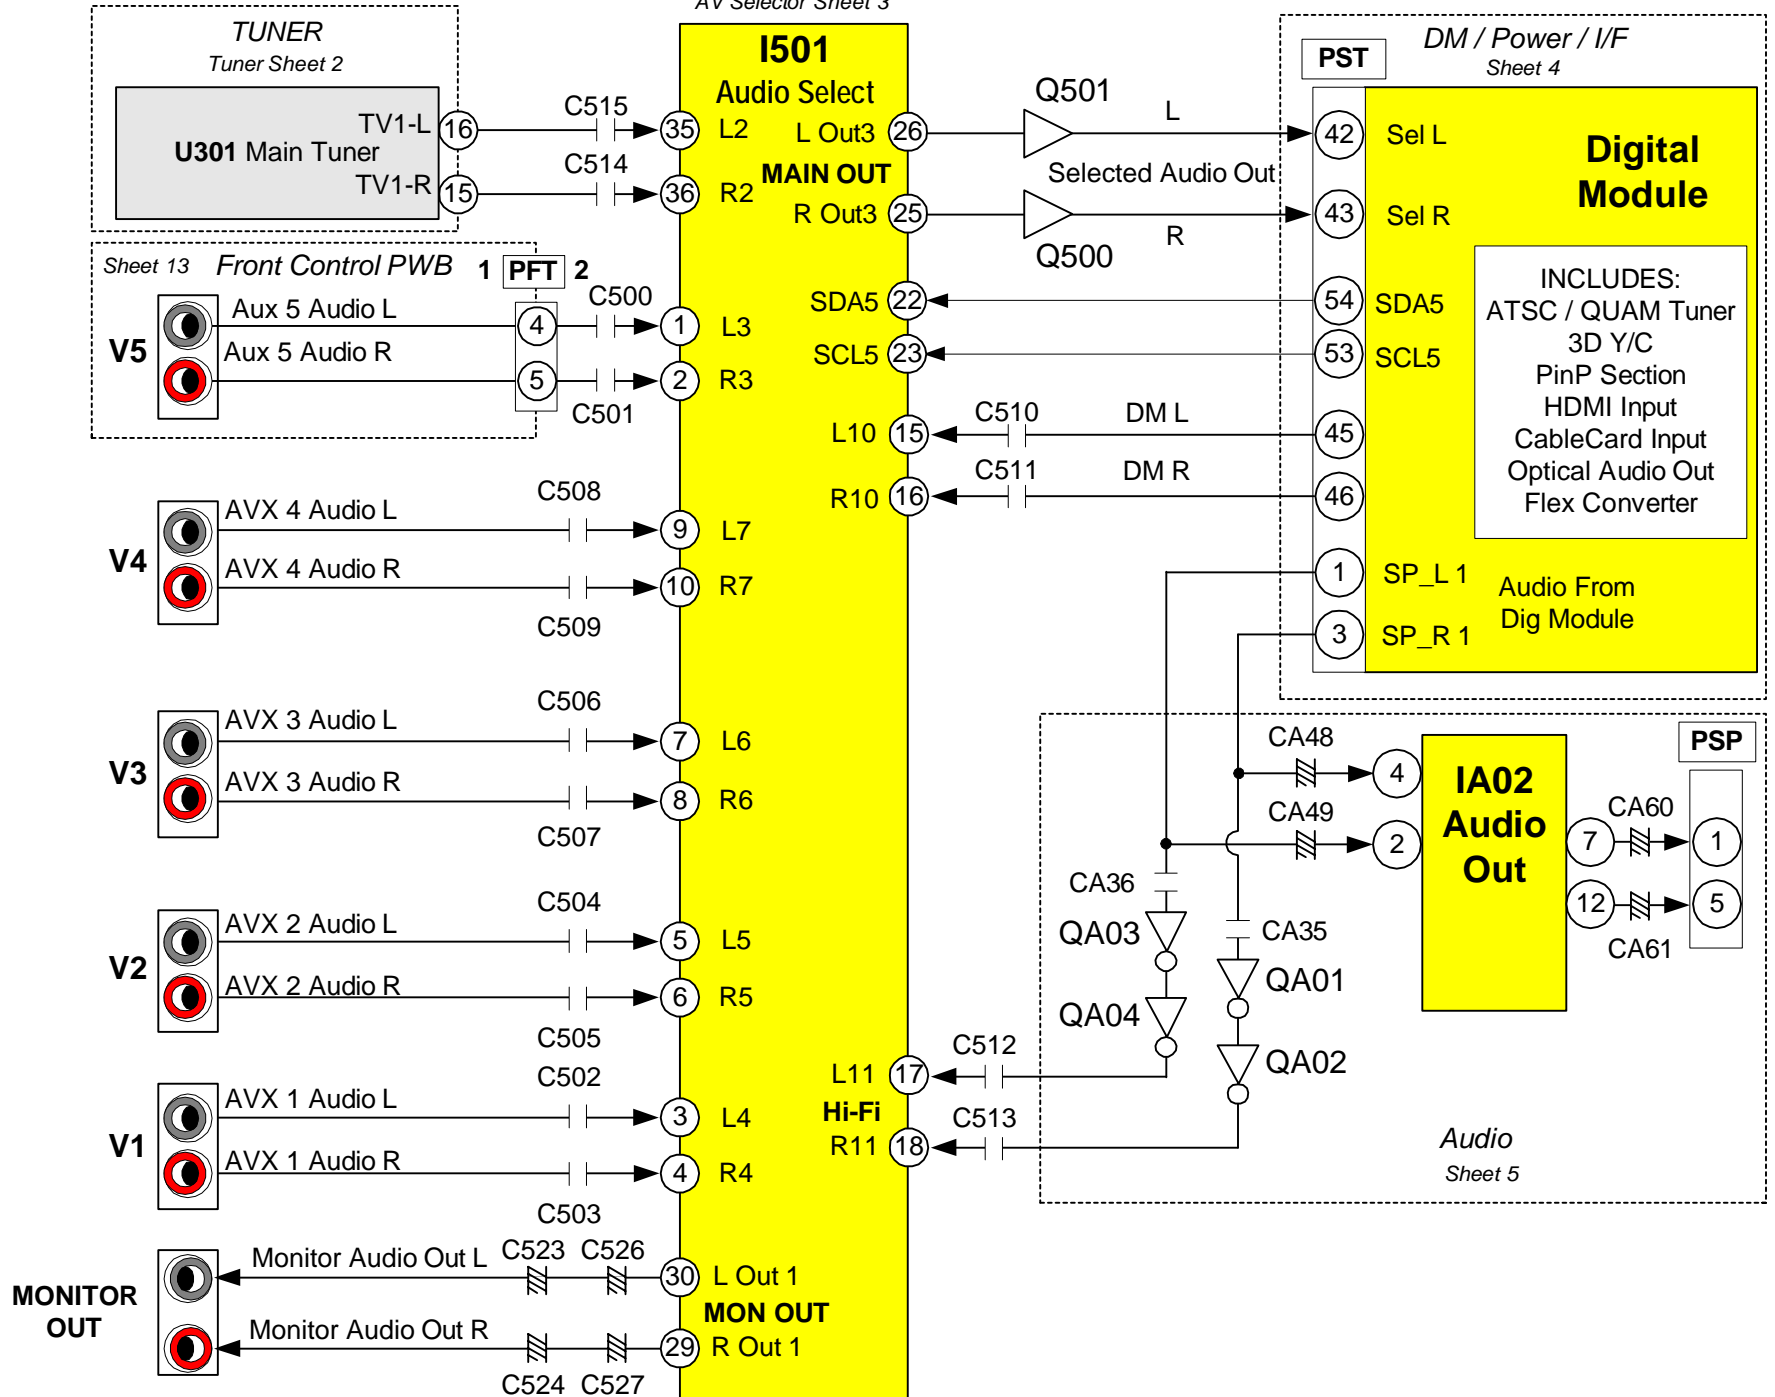 AV Selector Sheet 3
TUNER
Tuner Sheet 2
U301 Main Tuner
TV1-L
16
TV1-R
15
C515
C514
I501
Audio Select
35
L2
36
R2
L Out3
26
MAIN OUT
R Out3
25
Q501
L
Selected Audio Out
R
Q500
DM / Power / I/F
Sheet 4
PST
42
Sel L
43
Sel R
Digital
Module
INCLUDES:
ATSC / QUAM Tuner
3D Y/C
PinP Section
HDMI Input
CableCard Input
Optical Audio Out
Flex Converter
Sheet 13
Front Control PWB
1
PFT
2
V5
Aux 5 Audio L
4
C500
1
L3
Aux 5 Audio R
5
C501
2
R3
SDA5
22
54
SDA5
SCL5
23
53
SCL5
L10
15
C510
DM L
45
R10
16
C511
DM R
46
V4
AVX 4 Audio L
C508
9
L7
AVX 4 Audio R
C509
10
R7
1
SP_L 1
3
SP_R 1
Audio From
Dig Module
V3
AVX 3 Audio L
C506
7
L6
AVX 3 Audio R
C507
8
R6
V2
AVX 2 Audio L
C504
5
L5
AVX 2 Audio R
C505
6
R5
V1
AVX 1 Audio L
C502
3
L4
AVX 1 Audio R
C503
4
R4
CA48
4
CA49
2
IA02
Audio
Out
PSP
7
CA60
1
12
CA61
5
CA36
QA03
QA04
CA35
QA01
QA02
L11
17
C512
Hi-Fi
R11
18
C513
Audio
Sheet 5
MONITOR
OUT
Monitor Audio Out L
C523
C526
30
L Out 1
MON OUT
Monitor Audio Out R
C524
C527
29
R Out 1